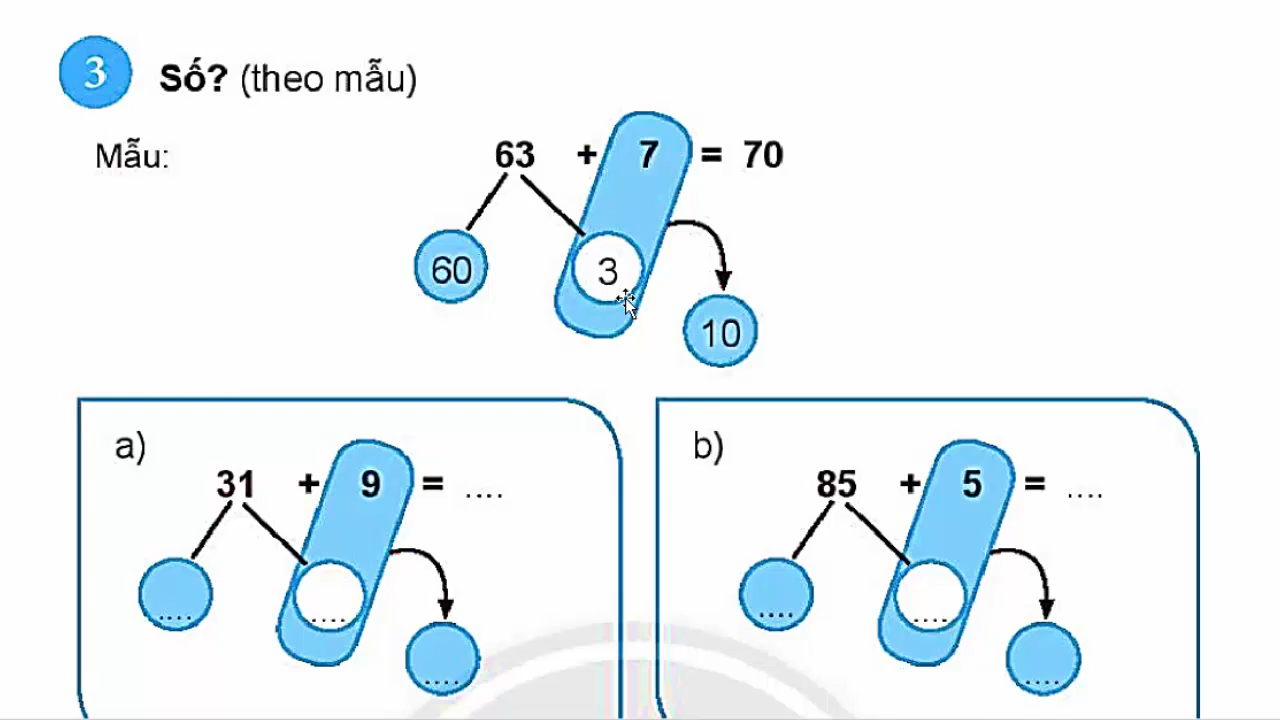 3 Số? (theo mẫu)
Mẫu:
63 + 7 = 70
60 3
10
a) b)
31 + 9 = .... 85 + 5 = ....
.... .... .... ....
.... ....